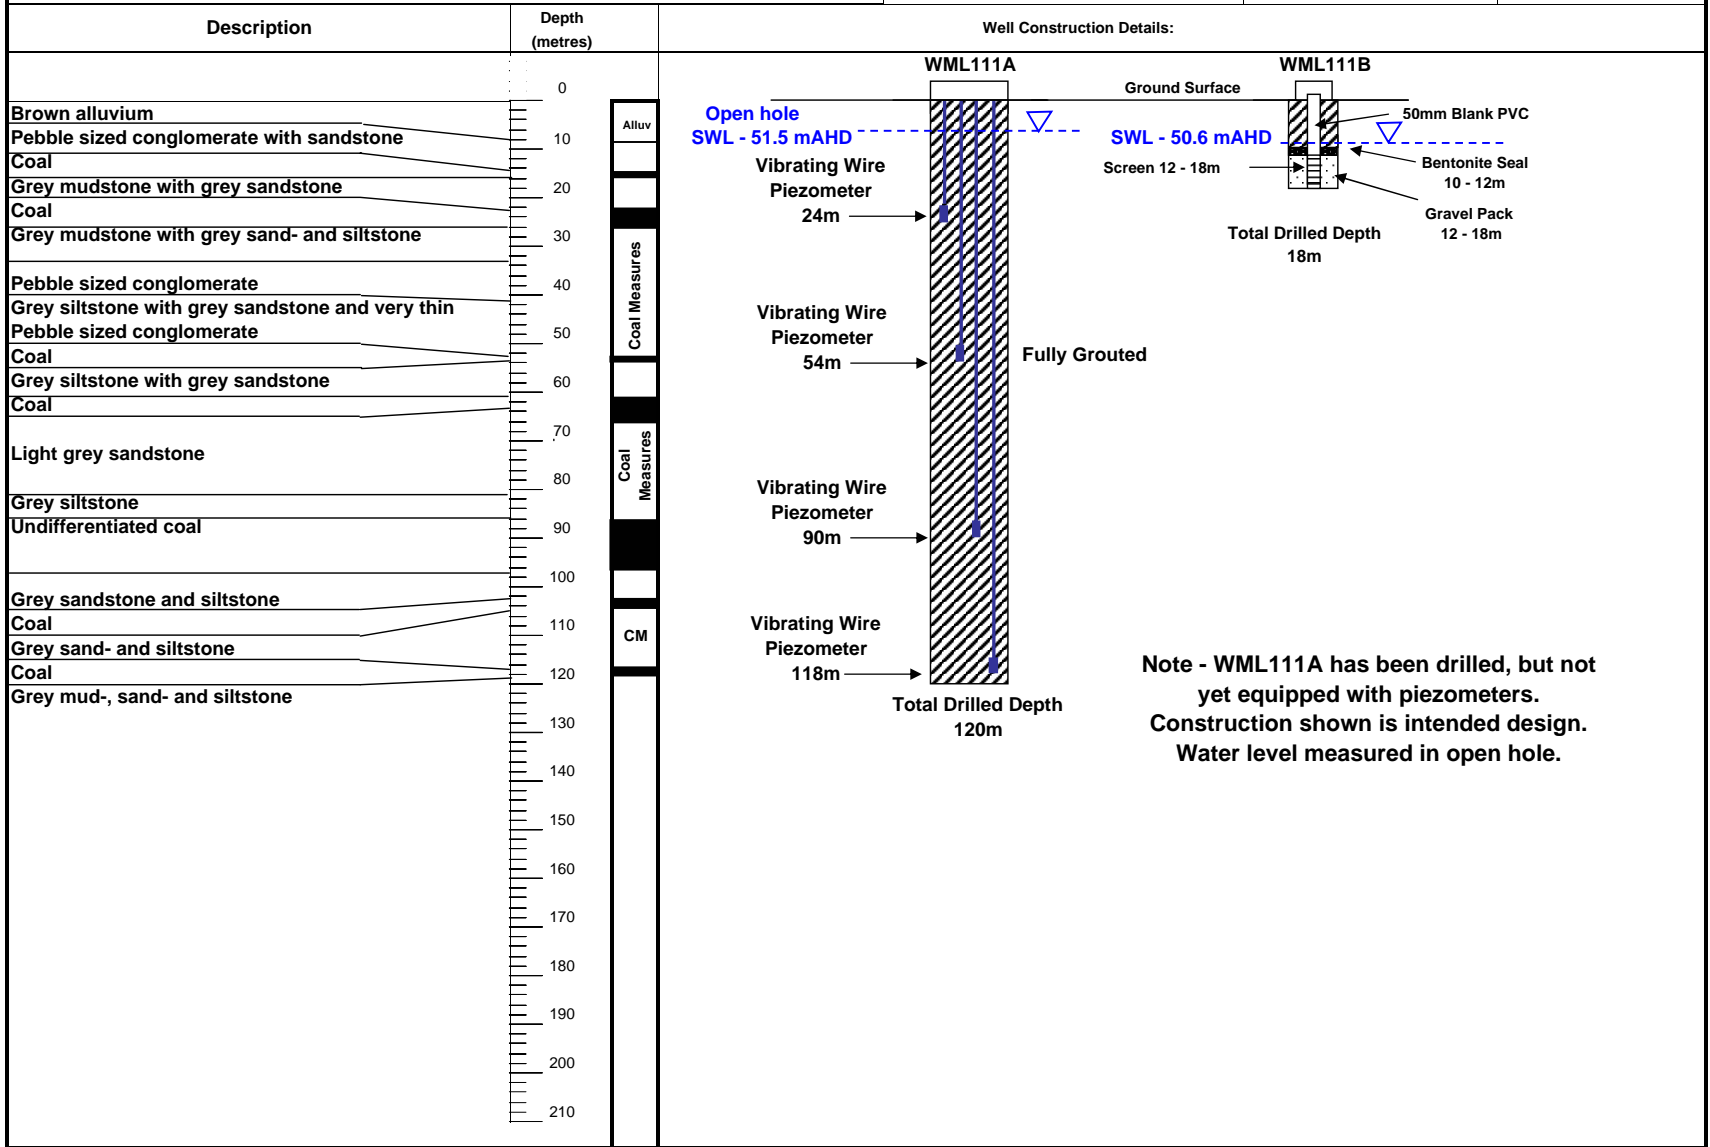 Description
Depth
(metres)
Well Construction Details:
Brown alluvium
Pebble sized conglomerate with sandstone
Coal
Grey mudstone with grey sandstone
Coal
Grey mudstone with grey sand- and siltstone
Pebble sized conglomerate
Grey siltstone with grey sandstone and very thin
Pebble sized conglomerate
Coal
Grey siltstone with grey sandstone
Coal
Light grey sandstone
Grey siltstone
Undifferentiated coal
Grey sandstone and siltstone
Coal
Grey sand- and siltstone
Coal
Grey mud-, sand- and siltstone
0
10
20
30
40
50
60
70
80
90
100
110
120
130
140
150
160
170
180
190
200
210
Alluv
Coal Measures
Coal
Measures
CM
WML111A
Open hole
SWL - 51.5 mAHD
Vibrating Wire
Piezometer
24m
Vibrating Wire
Piezometer
54m
Fully Grouted
Vibrating Wire
Piezometer
90m
Vibrating Wire
Piezometer
118m
Total Drilled Depth
120m
Ground Surface
WML111B
50mm Blank PVC
SWL - 50.6 mAHD
Screen 12 - 18m
Bentonite Seal
10 - 12m
Gravel Pack
12 - 18m
Total Drilled Depth
18m
Note - WML111A has been drilled, but not
yet equipped with piezometers.
Construction shown is intended design.
Water level measured in open hole.